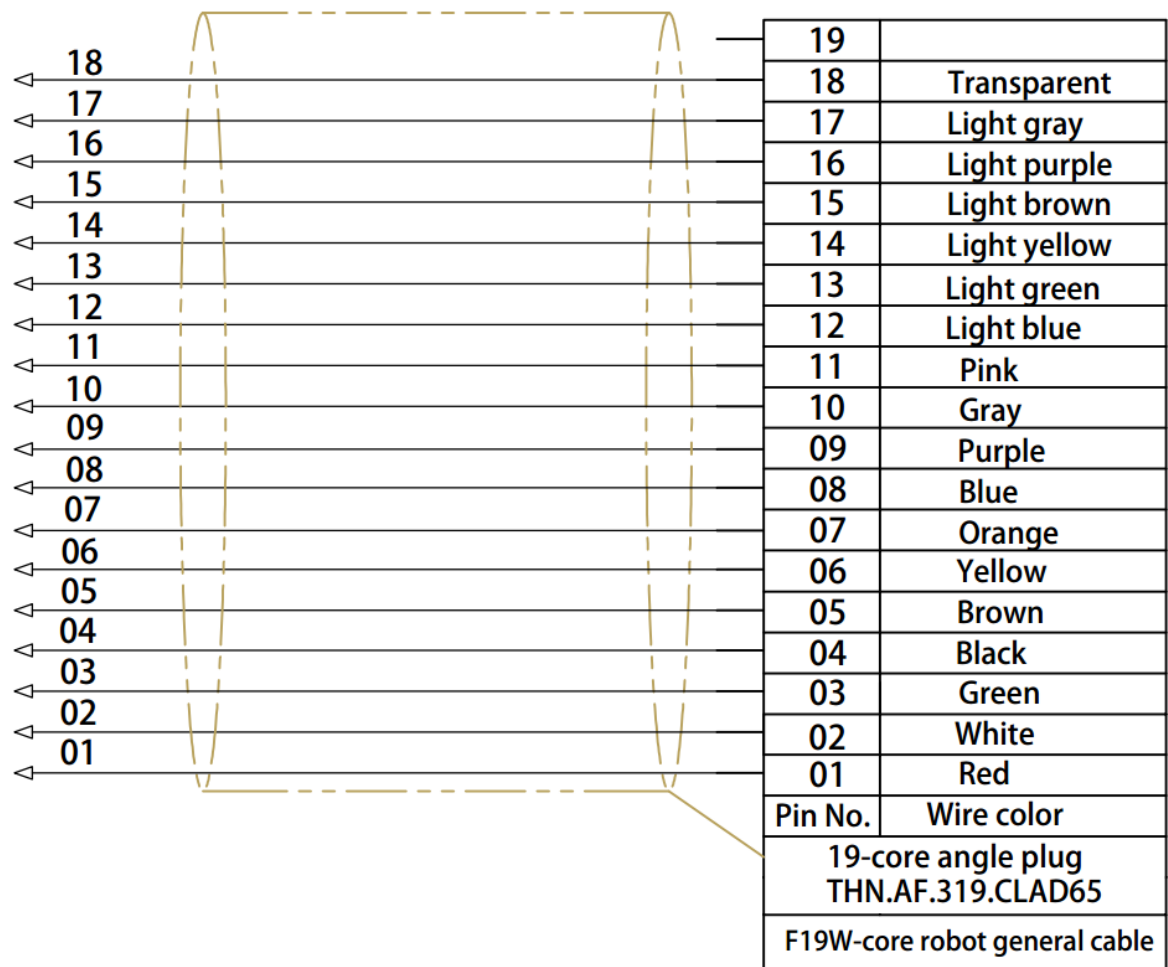 19
18 18 Transparent
17 17 Light gray
16 16 Light purple
15 15 Light brown
14 14 Light yellow
13 13 Light green
12 12 Light blue
11 11 Pink
10 10 Gray
09 09 Purple
08 08 Blue
07 07 Orange
06 06 Yellow
05 05 Brown
04 04 Black
03 03 Green
02 02 White
01 01 Red
Pin No. Wire color
19-core angle plug
THN.AF.319.CLAD65
F19W-core robot general cable